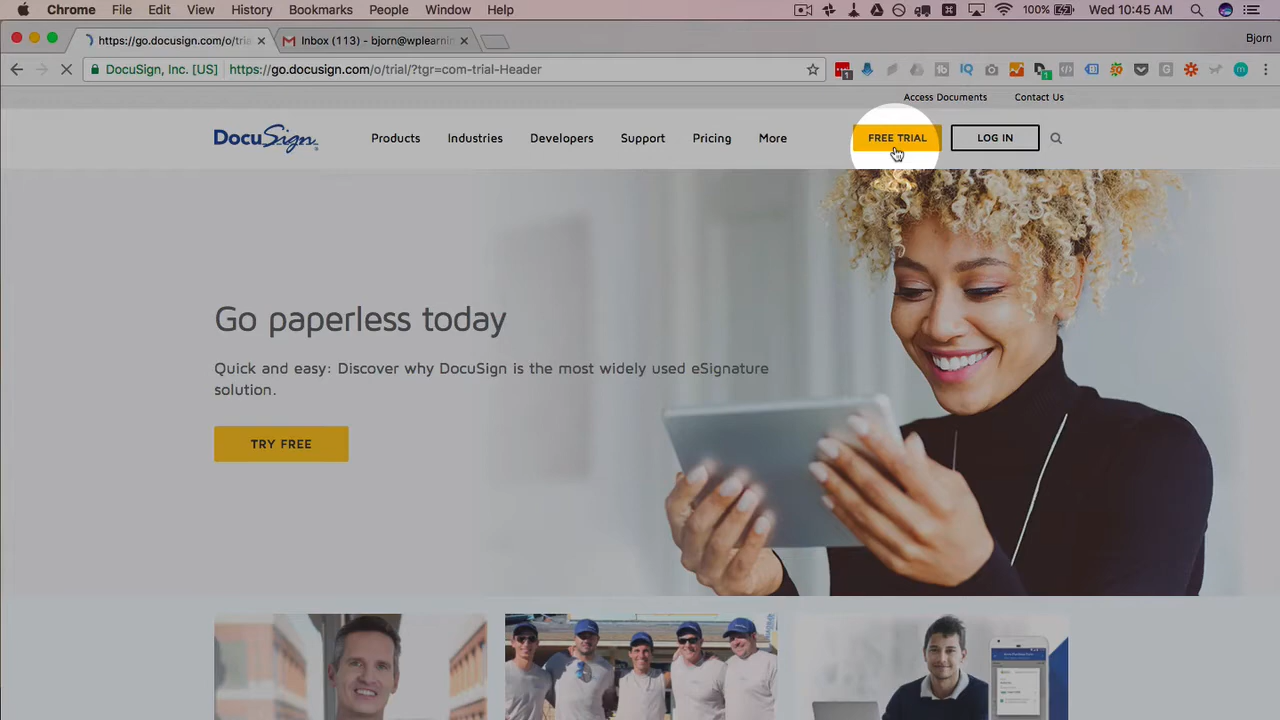 Chrome File Edit View History Bookmarks People Window Help 100% Wed 10:45 AM
https://go.docusign.com/o/tria Inbox (113) - bjorn@wplearnin Bjorn
DocuSign, Inc. [US] https://go.docusign.com/o/trial/?tgr=com-trial-Header
Access Documents Contact Us
DocuSign Products Industries Developers Support Pricing More FREE TRIAL LOG IN
Go paperless today
Quick and easy: Discover why DocuSign is the most widely used eSignature
solution.
TRY FREE